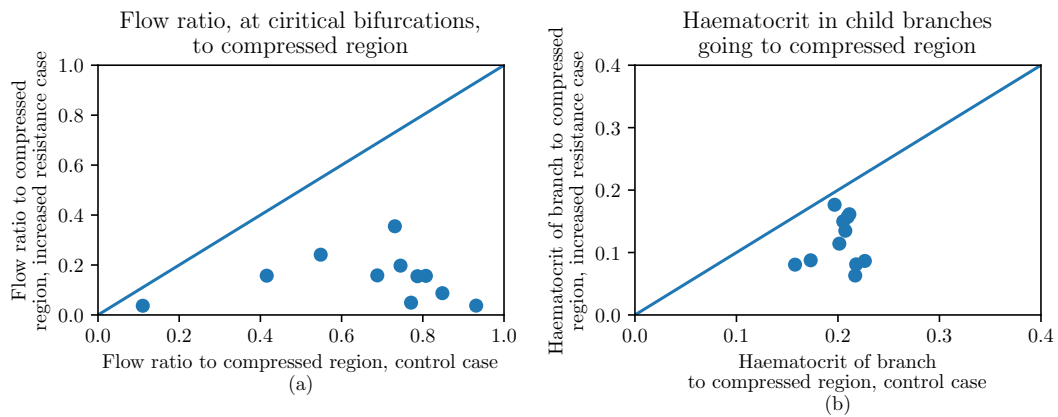 Flow ratio, at ciritical bifurcations,
to compressed region
Flow ratio to compressed
region, increased resistance case
1.0
0.8
0.6
0.4
0.2
0.0
0.0 0.2 0.4 0.6 0.8 1.0
Flow ratio to compressed region, control case
(a)
Haematocrit in child branches
going to compressed region
Haematocrit of branch to compressed
region, increased resistance case
0.4
0.3
0.2
0.1
0.0
0.0 0.1 0.2 0.3 0.4
Haematocrit of branch
to compressed region, control case
(b)